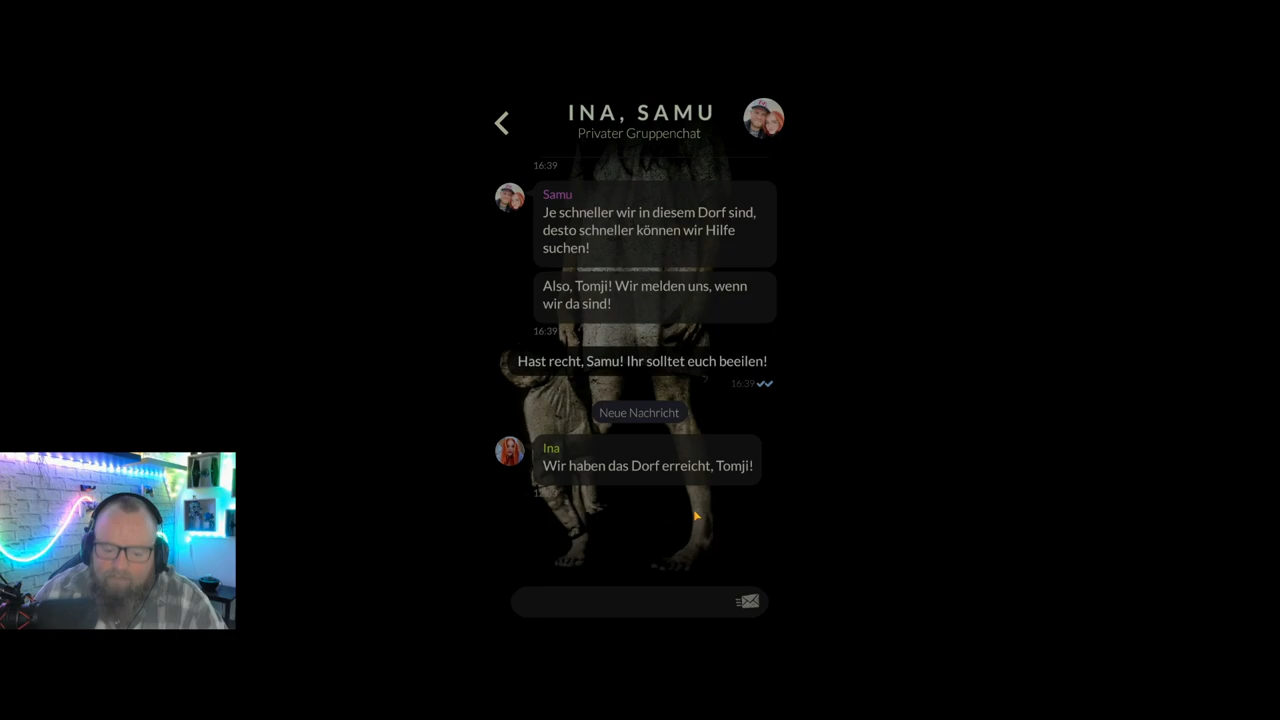 INA, SAMU
Privater Gruppenchat
16:39
Samu
Je schneller wir in diesem Dorf sind,
desto schneller können wir Hilfe
suchen!
Also, Tomji! Wir melden uns, wenn
wir da sind!
16:39
Hast recht, Samu! Ihr solltet euch beeilen!
16:39
Neue Nachricht
Ina
Wir haben das Dorf erreicht, Tomji!